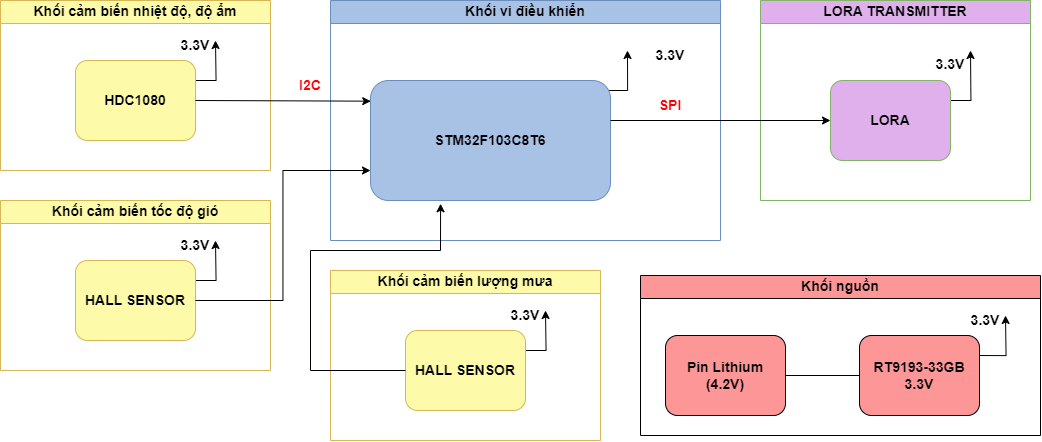 Khối cảm biến nhiệt độ, độ ẩm
3.3V
HDC1080
I2C
Khối vi điều khiển
3.3V
STM32F103C8T6
SPI
LORA TRANSMITTER
3.3V
LORA
Khối cảm biến tốc độ gió
3.3V
HALL SENSOR
Khối cảm biến lượng mưa
3.3V
HALL SENSOR
Khối nguồn
3.3V
Pin Lithium
(4.2V)
RT9193-33GB
3.3V